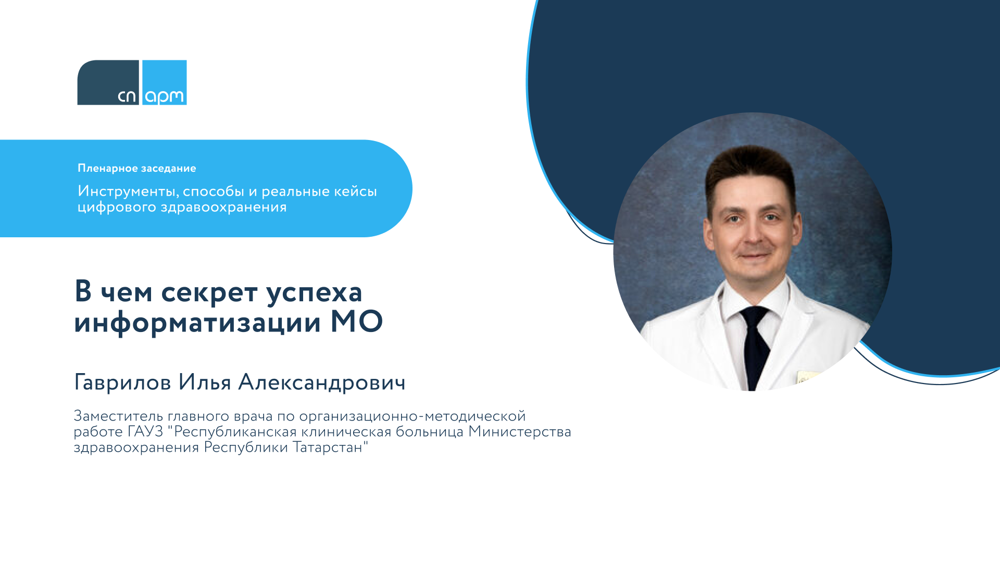 сп арм
Пленарное заседание
Инструменты, способы и реальные кейсы
цифрового здравоохранения
В чем секрет успеха
информатизации МО
Гаврилов Илья Александрович
Заместитель главного врача по организационно-методической
работе ГАУЗ "Республиканская клиническая больница Министерства
здравоохранения Республики Татарстан"